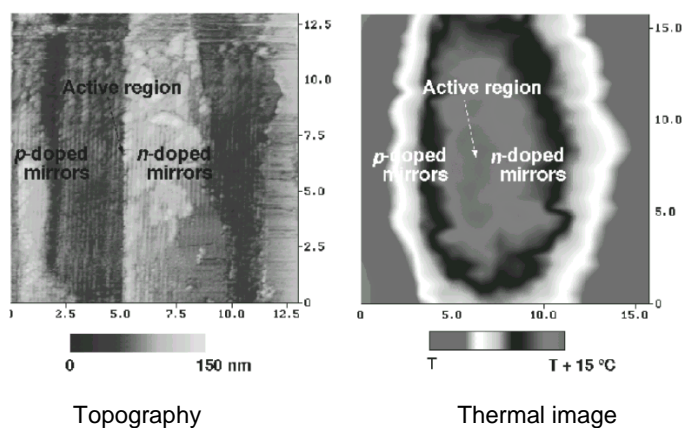 12.5
10.0
7.5
5.0
2.5
0
Active region
p-doped
mirrors
n-doped
mirrors
2.5
5.0
7.5
10.0
12.5
0
150 nm
Topography
15.0
10.0
5.0
0
Active region
p-doped
mirrors
n-doped
mirrors
0
5.0
10.0
15.0
T
T + 15 °C
Thermal image